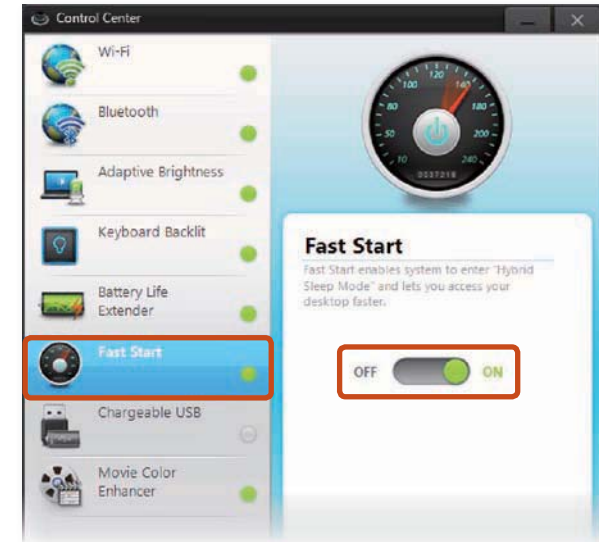 Control Center
Wi-Fi
Bluetooth
Adaptive Brightness
Keyboard Backlit
Battery Life
Extender
Fast Start
Chargeable USB
Movie Color
Enhancer
100
120
140
80
180
50
200
10
240
0037218
Fast Start
Fast Start enables system to enter "Hybrid
Sleep Mode" and lets you access your
desktop faster.
OFF
ON